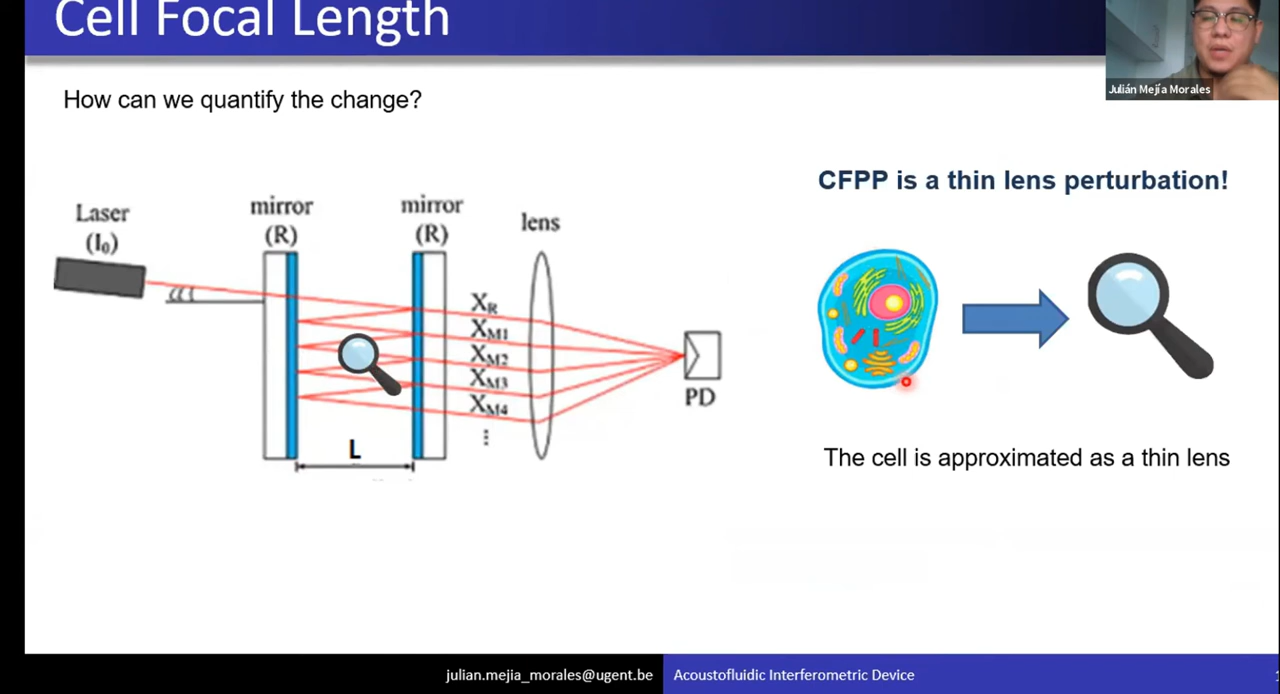 Cell Focal Length
Julián Mejía Morales
How can we quantify the change?
CFPP is a thin lens perturbation!
Laser
(I₀)
mirror
(R)
mirror
(R)
lens
α
X_R
X_M1
X_M2
X_M3
X_M4
⋮
PD
L
The cell is approximated as a thin lens
julian.mejia_morales@ugent.be
Acoustofluidic Interferometric Device